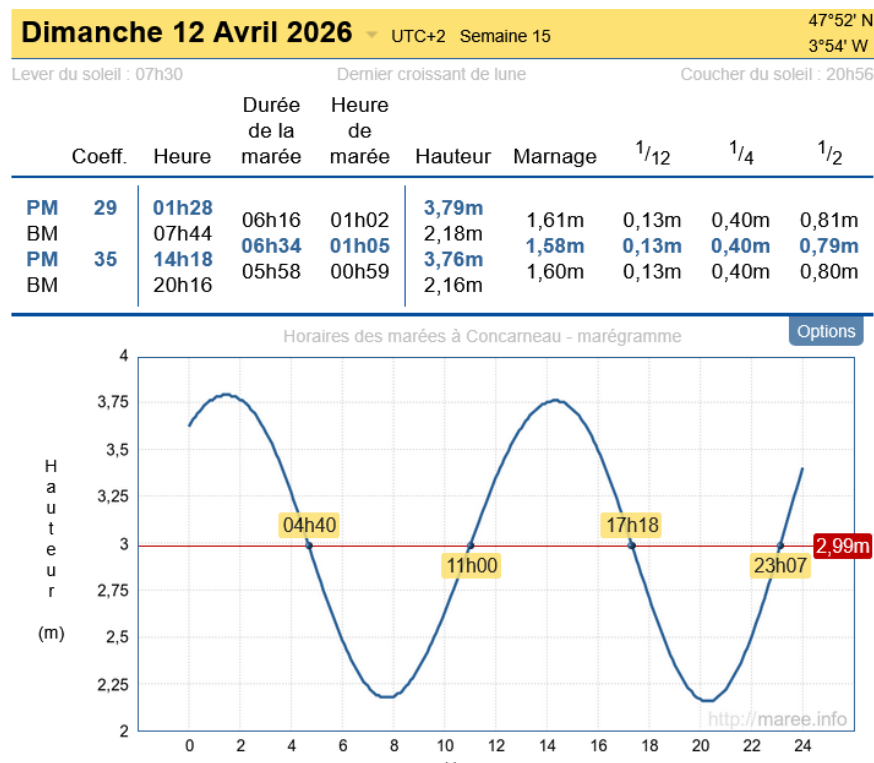 Dimanche 12 Avril 2026 UTC+2 Semaine 15
47°52' N
3°54' W
Lever du soleil : 07h30 Dernier croissant de lune Coucher du soleil : 20h56
Coeff. Heure Durée de la marée Heure de marée Hauteur Marnage 1/12 1/4 1/2
PM 29 01h28 3,79m
06h16 01h02 1,61m 0,13m 0,40m 0,81m
BM 07h44 2,18m
06h34 01h05 1,58m 0,13m 0,40m 0,79m
PM 35 14h18 3,76m
05h58 00h59 1,60m 0,13m 0,40m 0,80m
BM 20h16 2,16m
Options
Horaires des marées à Concarneau - marégramme
Hauteur
(m)
4
3,75
3,5
3,25
3
2,75
2,5
2,25
2
04h40
11h00
17h18
23h07
2,99m
http://maree.info
0 2 4 6 8 10 12 14 16 18 20 22 24